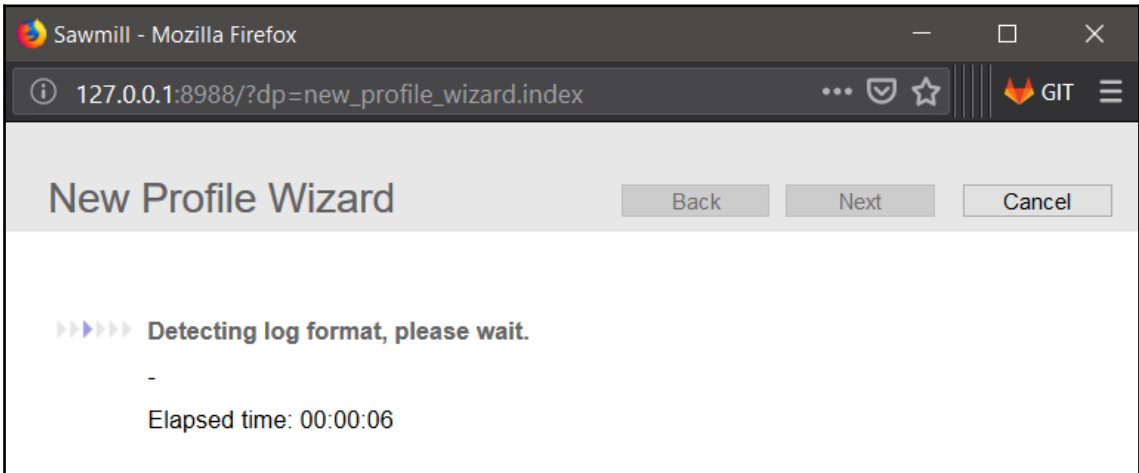 Sawmill - Mozilla Firefox
127.0.0.1:8988/?dp=new_profile_wizard.index
GIT
New Profile Wizard
Back
Next
Cancel
Detecting log format, please wait.
-
Elapsed time: 00:00:06